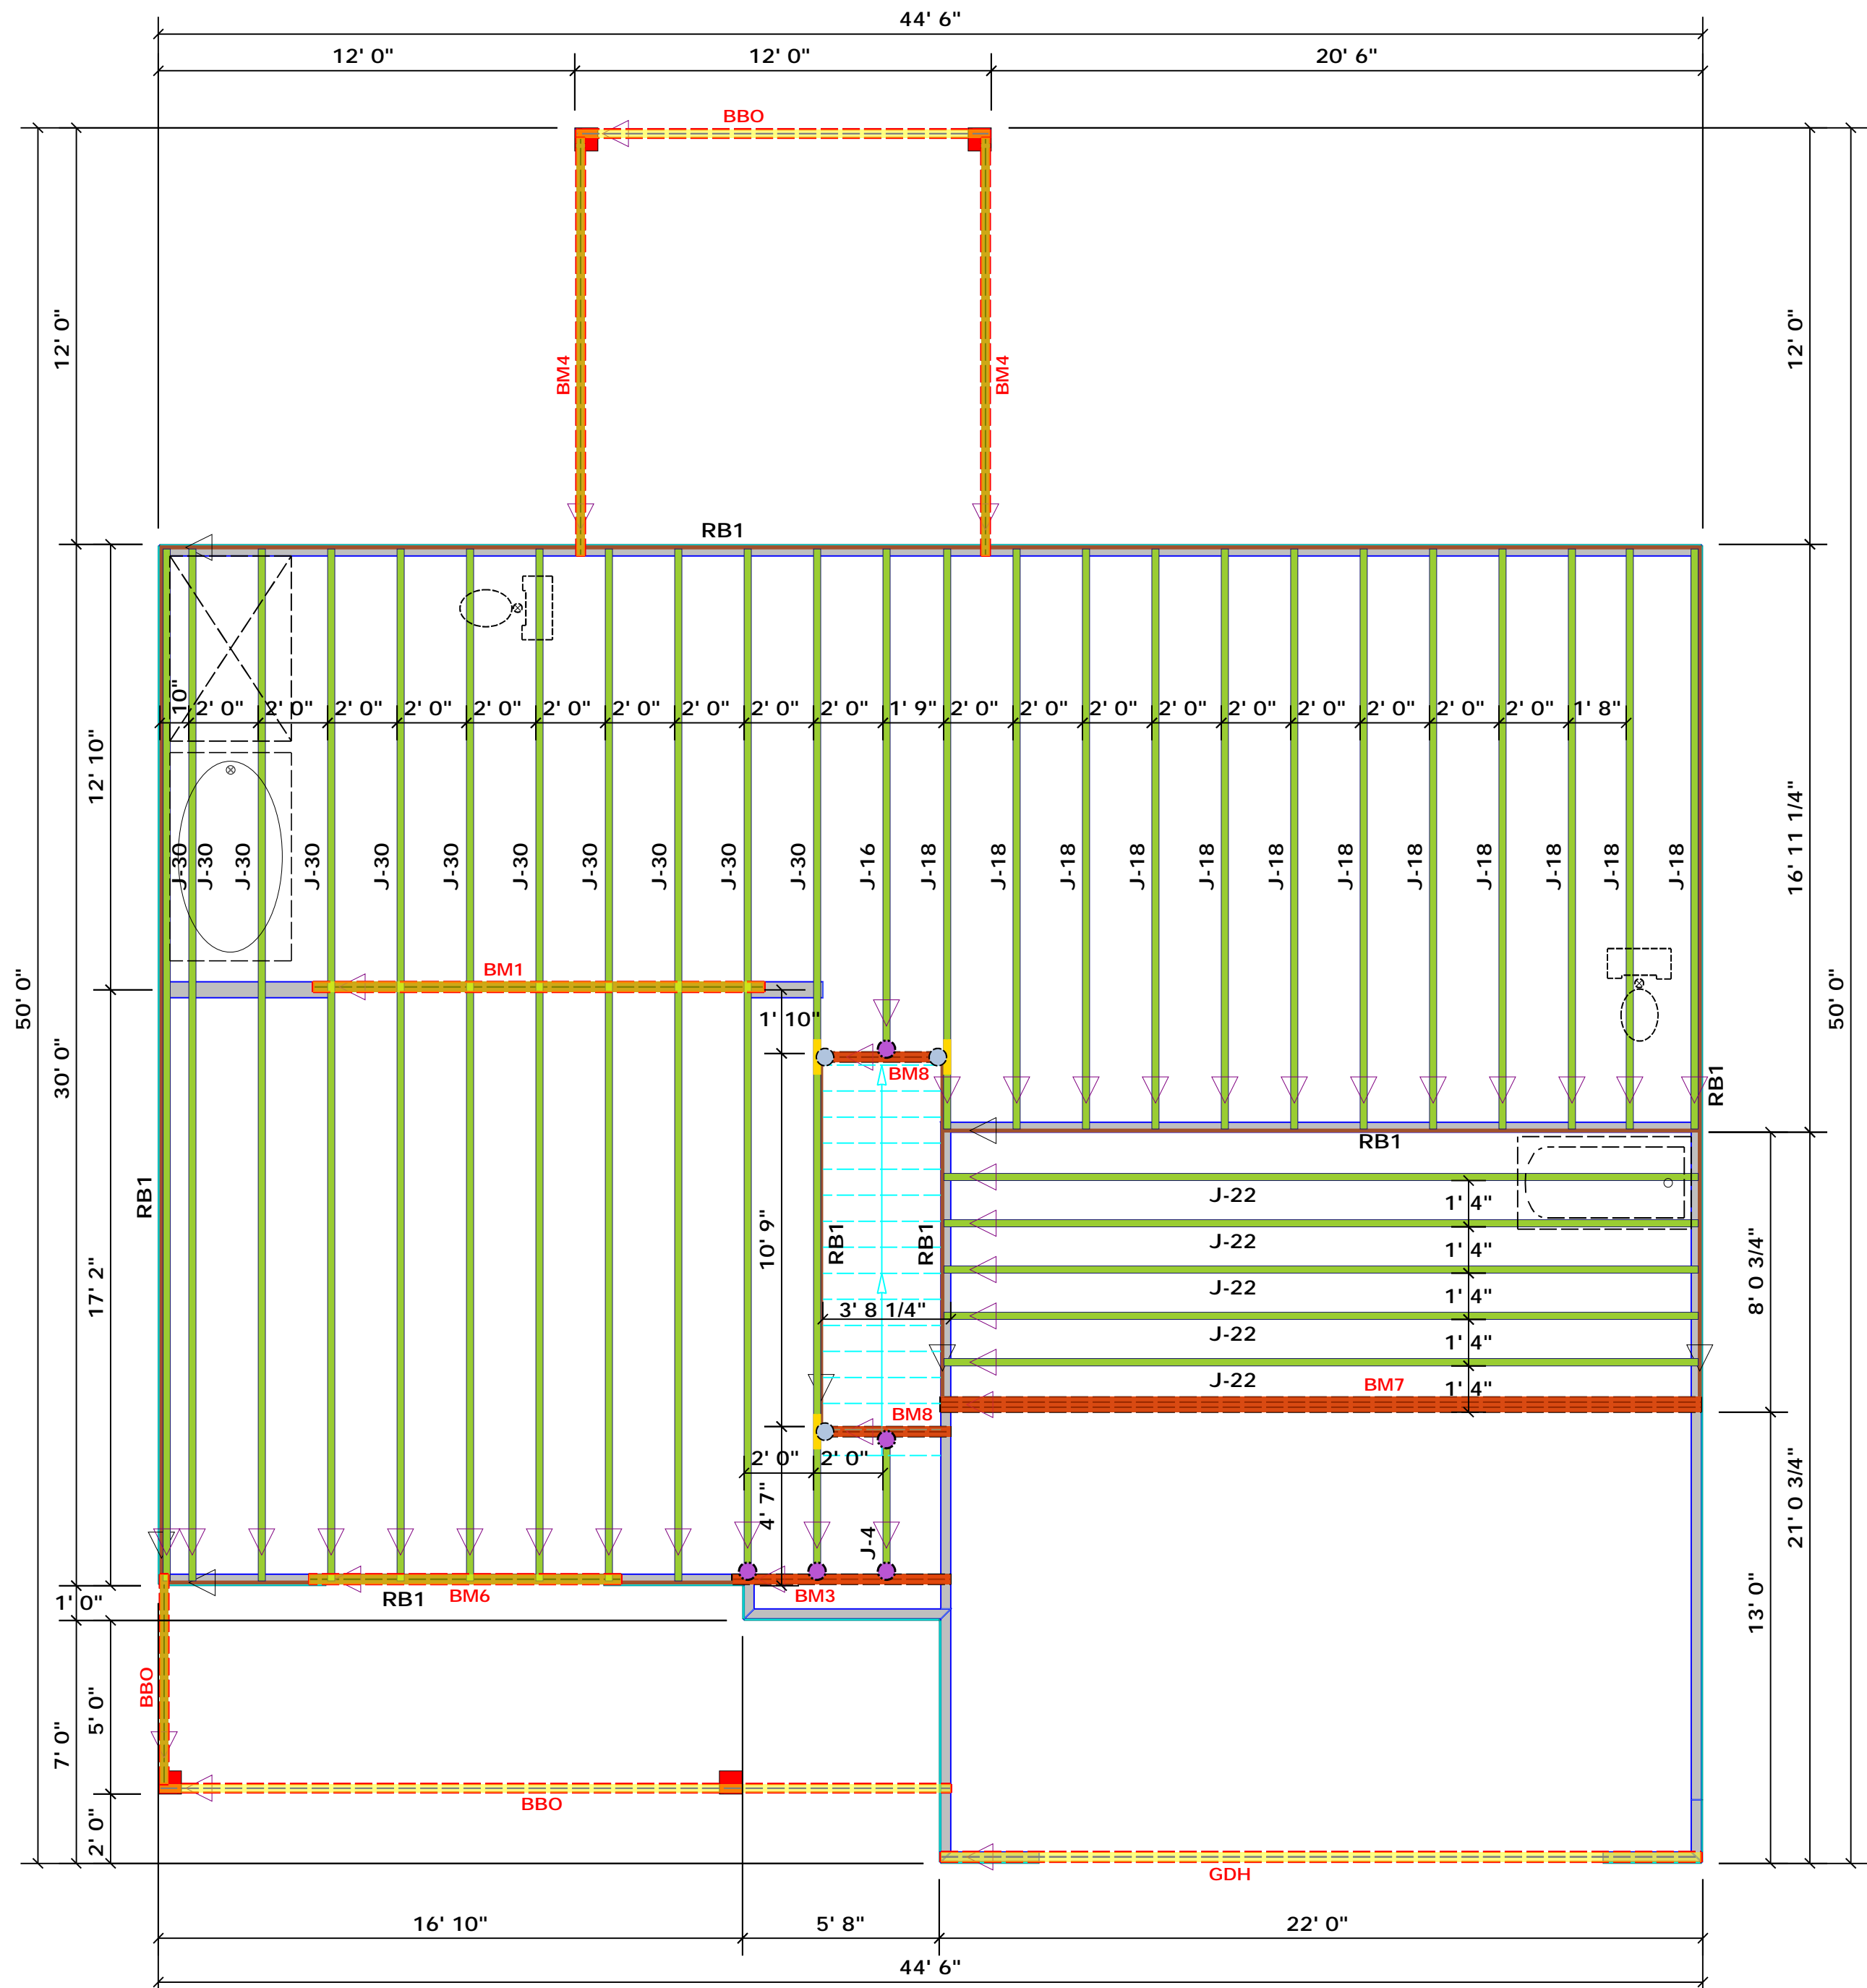 44' 6"
12' 0" 12' 0" 20' 6"
BBO
12' 0" BM4 BM4 12' 0"
RB1
10" 2' 0" 2' 0" 2' 0" 2' 0" 2' 0" 2' 0" 2' 0" 2' 0" 2' 0" 2' 0" 1' 9" 2' 0" 2' 0" 2' 0" 2' 0" 2' 0" 2' 0" 2' 0" 2' 0" 2' 0" 1' 8"
12' 10"
16' 11 1/4"
J-30 J-30 J-30 J-30 J-30 J-30 J-30 J-30 J-30 J-30 J-30 J-16 J-18 J-18 J-18 J-18 J-18 J-18 J-18 J-18 J-18 J-18 J-18 J-18
BM1
50' 0" 50' 0"
30' 0"
1' 10"
BM8
RB1
RB1
RB1
J-22 1' 4"
10' 9" RB1 RB1
J-22 1' 4"
8' 0 3/4"
17' 2"
J-22 1' 4"
3' 8 1/4"
J-22 1' 4"
J-22 BM7 1' 4"
BM8
2' 0" 2' 0"
4' 7"
J-4
21' 0 3/4"
13' 0"
1' 0" RB1 BM6 BM3
BBO
5' 0"
7' 0"
BBO
2' 0"
GDH
16' 10" 5' 8" 22' 0"
44' 6"